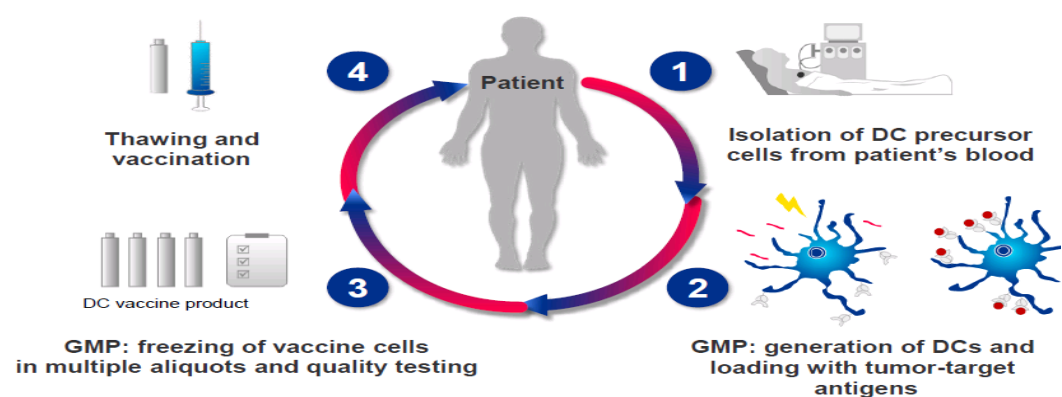 Patient
1
Isolation of DC precursor
cells from patient's blood
2
GMP: generation of DCs and
loading with tumor-target
antigens
3
DC vaccine product
GMP: freezing of vaccine cells
in multiple aliquots and quality testing
4
Thawing and
vaccination